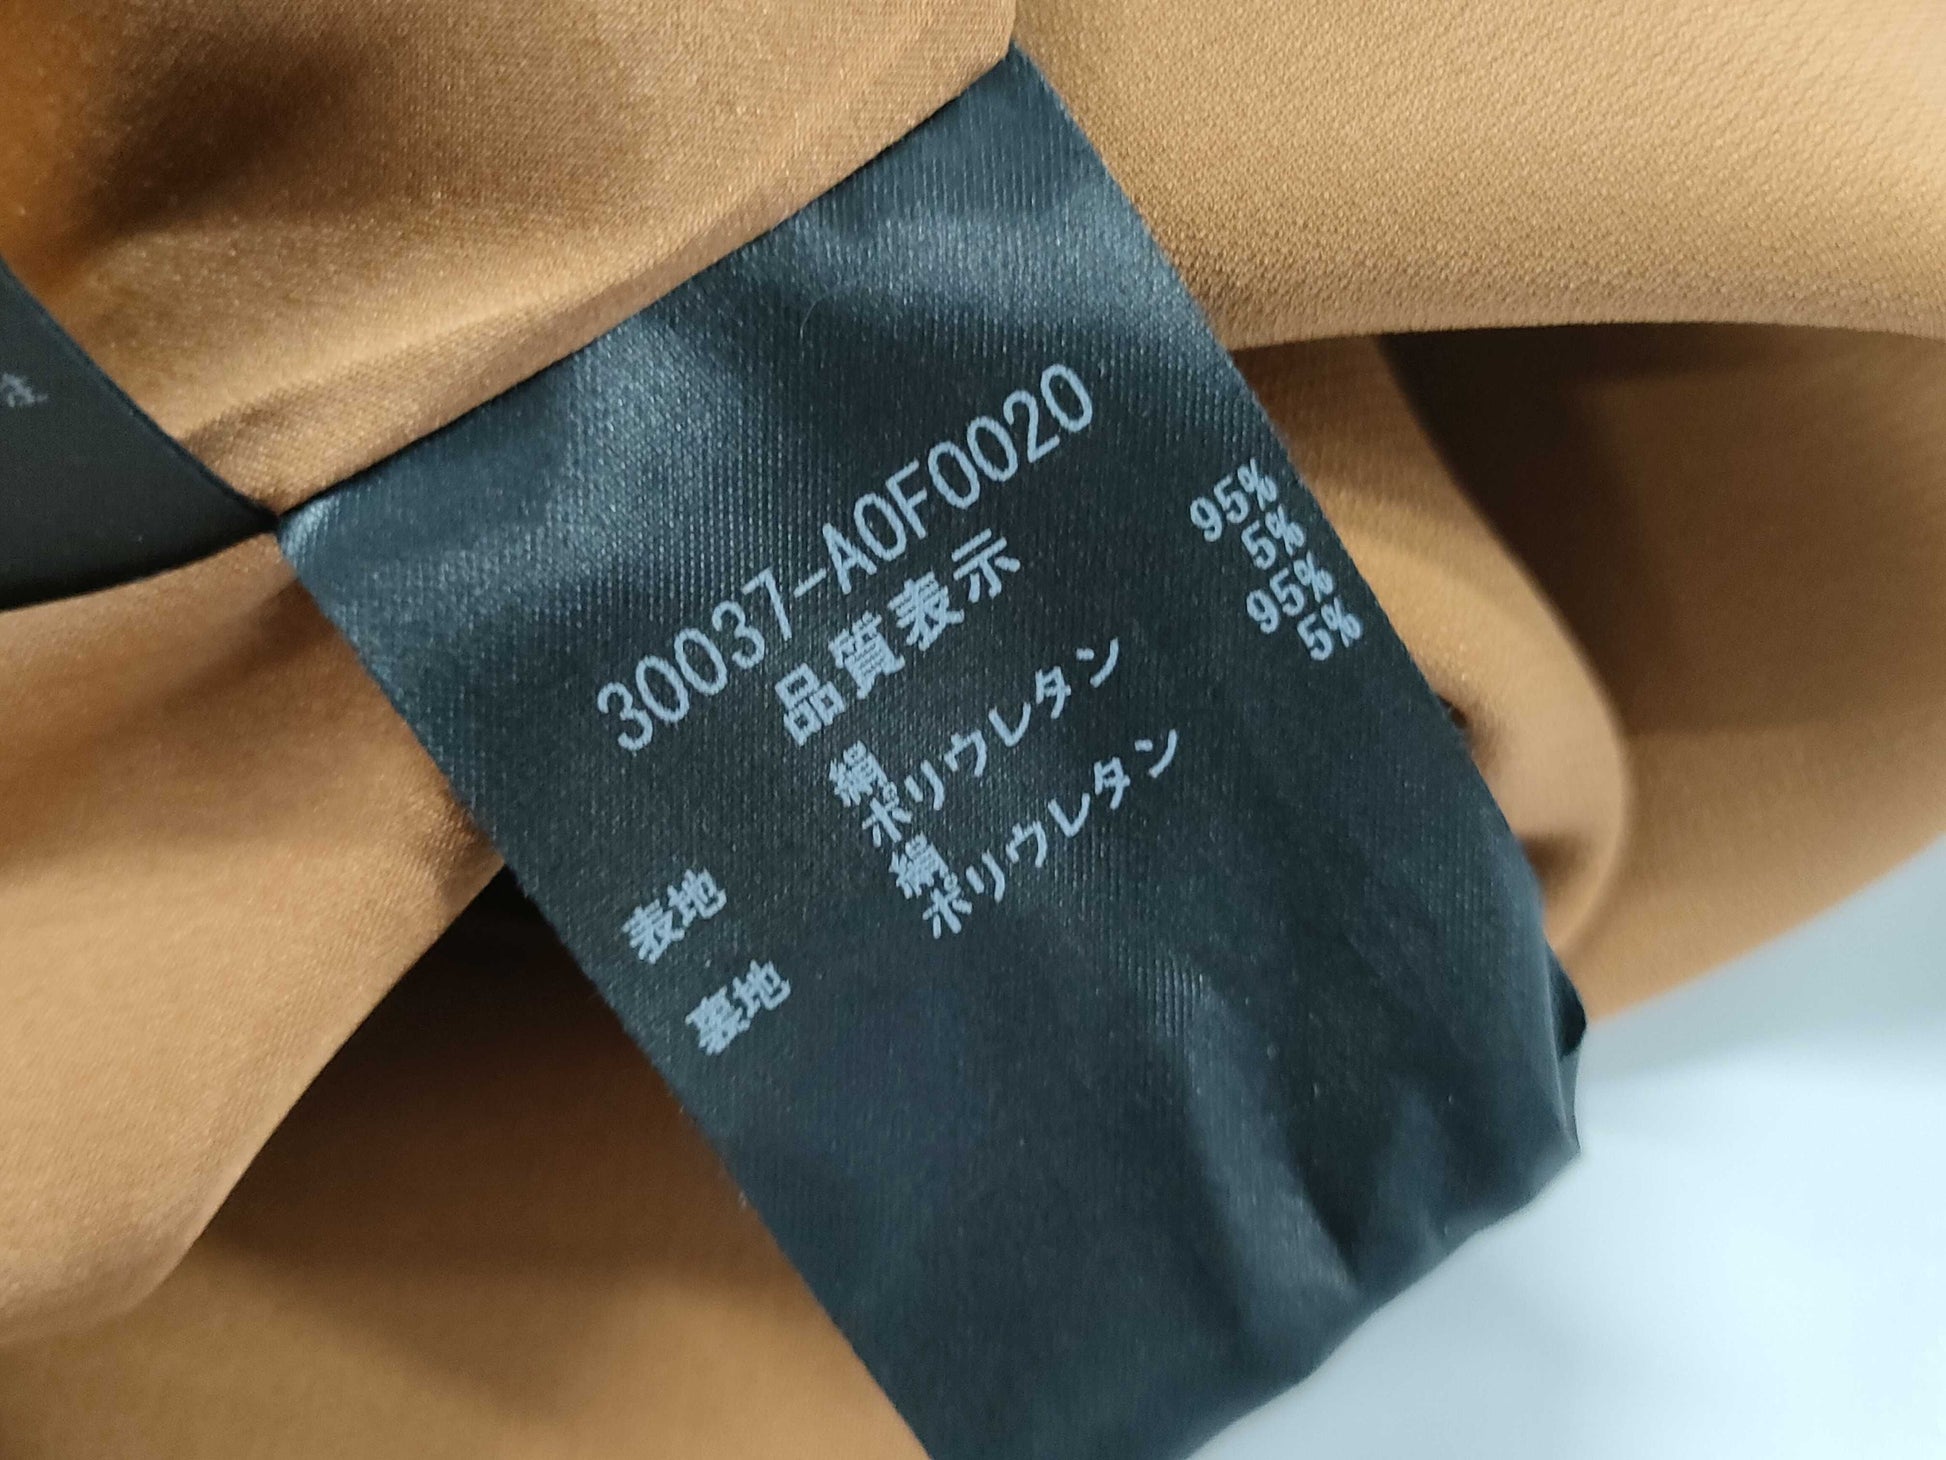 30037-A0F0020
品質表示
表地 絹 95%
ポリウレタン 5%
裏地 絹 95%
ポリウレタン 5%